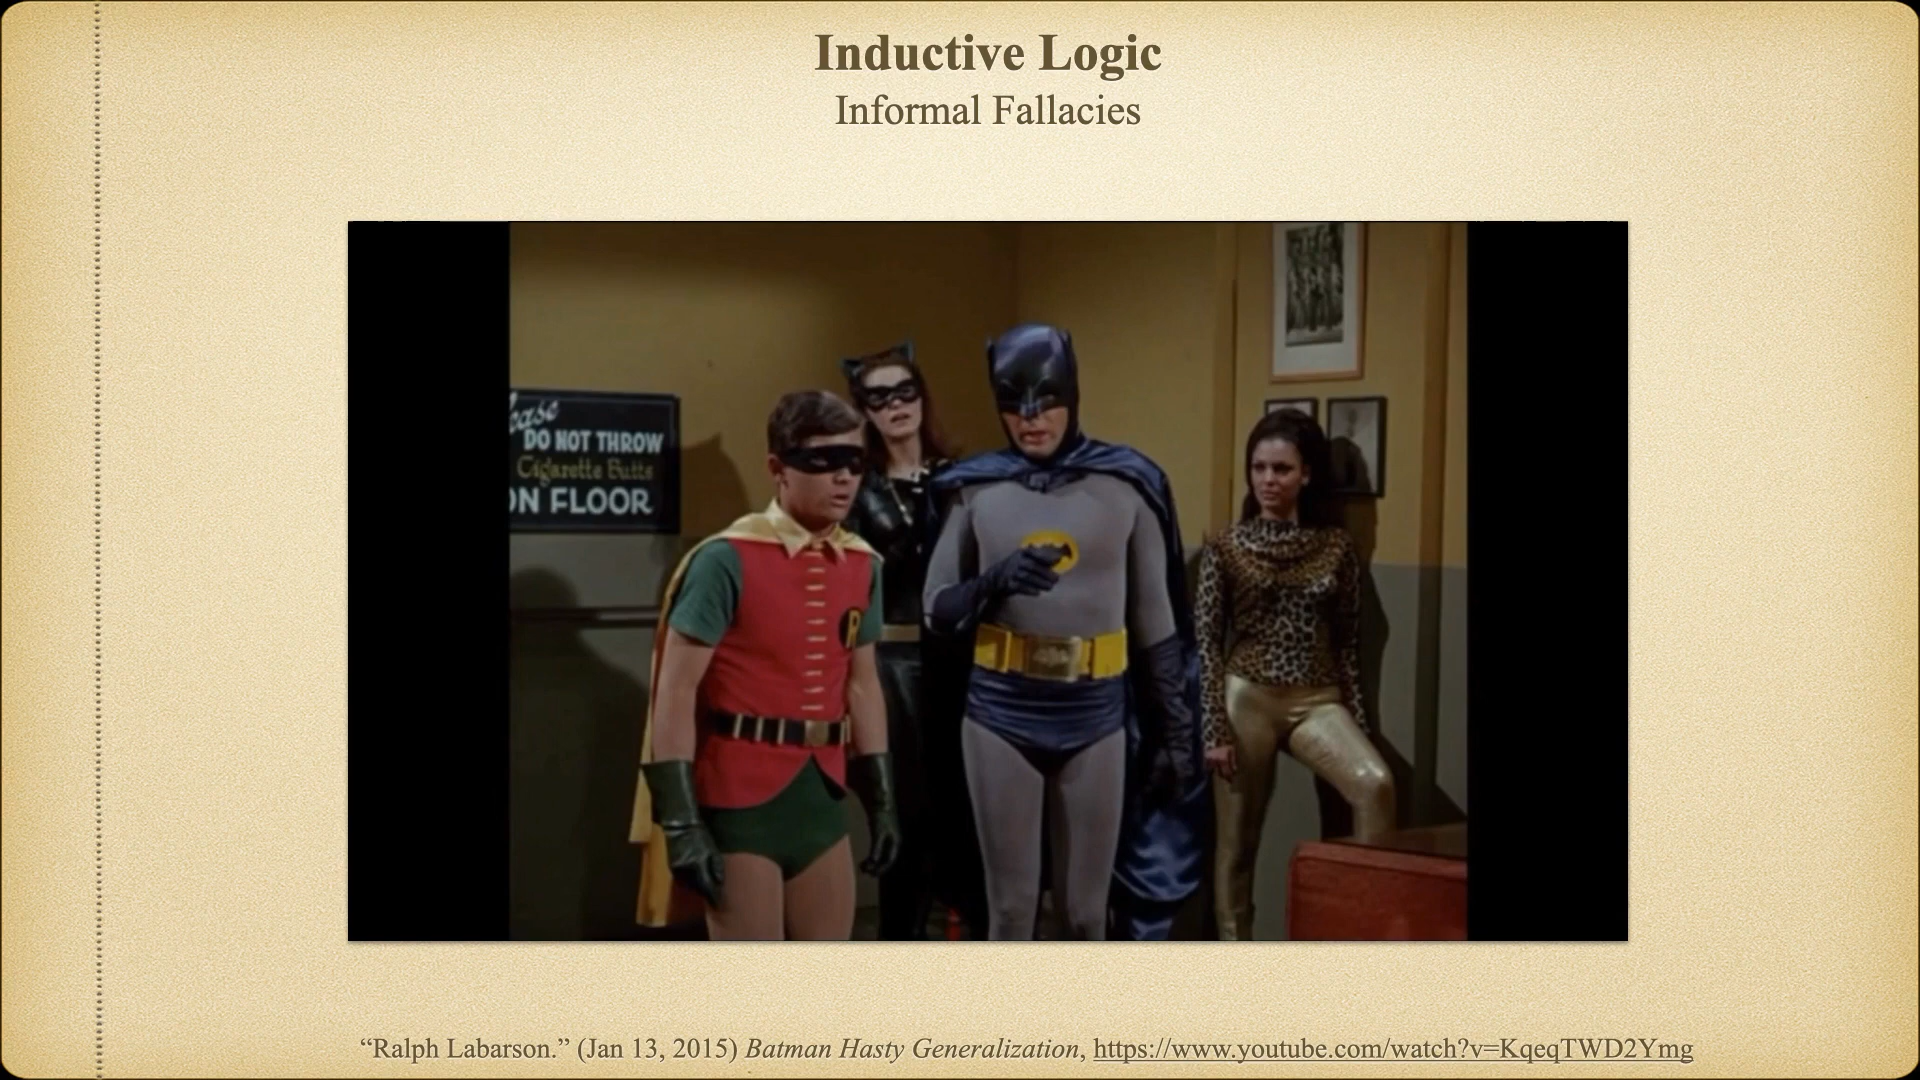 Inductive Logic
Informal Fallacies
DO NOT THROW
Cigarette Butts
ON FLOOR
R
“Ralph Labarson.” (Jan 13, 2015) Batman Hasty Generalization, https://www.youtube.com/watch?v=KqeqTWD2Ymg